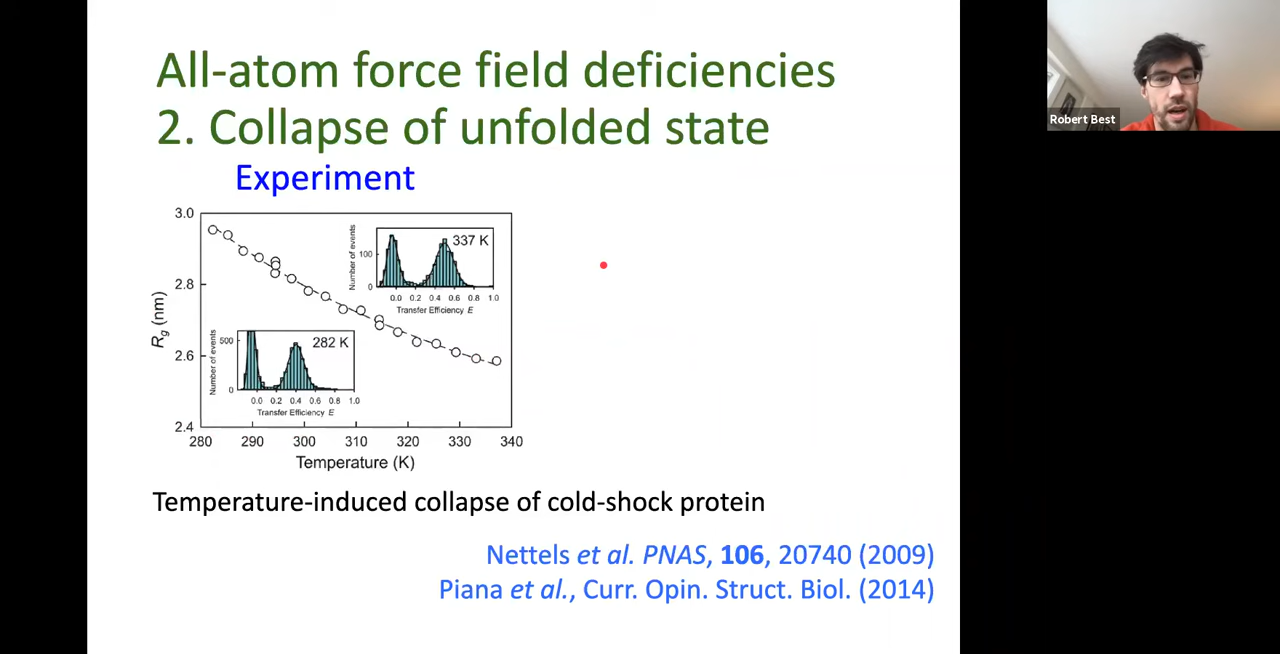 All-atom force field deficiencies
2. Collapse of unfolded state
Experiment
3.0
2.8
2.6
2.4
Rg (nm)
280
290
300
310
320
330
340
Temperature (K)
337 K
Number of events
100
0
0.0
0.2
0.4
0.6
0.8
1.0
Transfer Efficiency E
282 K
Number of events
500
0
0.0
0.2
0.4
0.6
0.8
1.0
Transfer Efficiency E
Temperature-induced collapse of cold-shock protein
Nettels et al. PNAS, 106, 20740 (2009)
Piana et al., Curr. Opin. Struct. Biol. (2014)
Robert Best